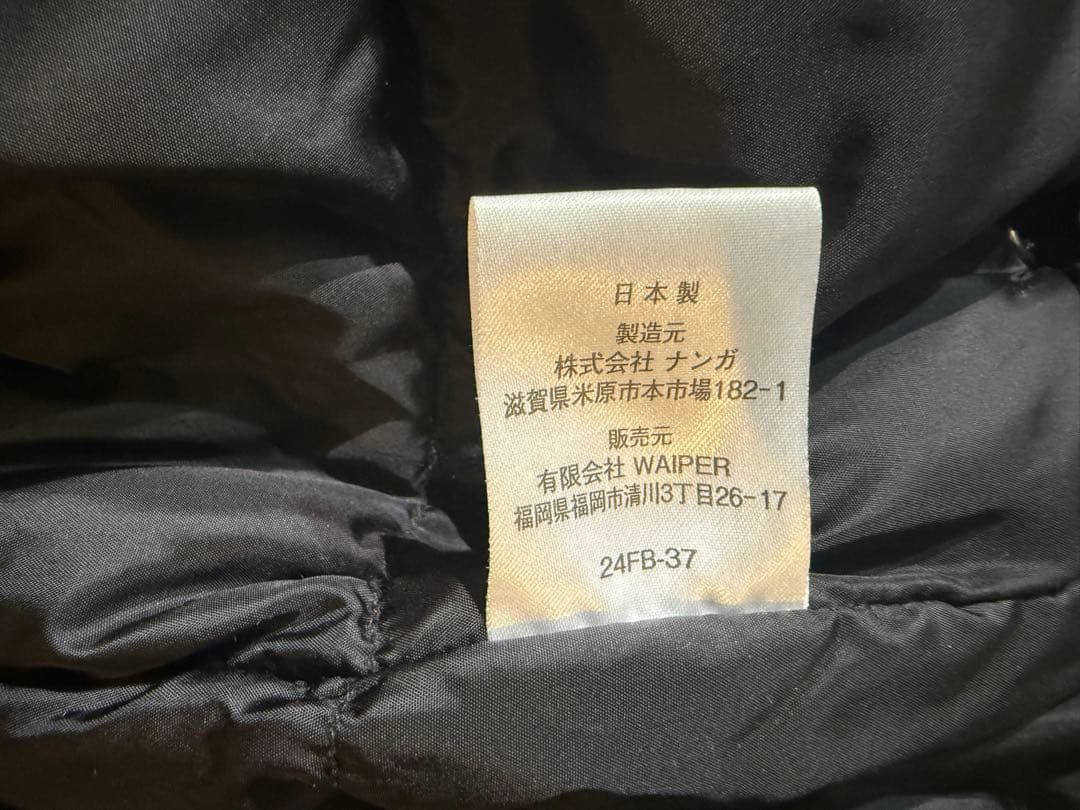 日本製
製造元
株式会社 ナンガ
滋賀県米原市本市場182-1
販売元
有限会社 WAIPER
福岡県福岡市清川3丁目26-17
24FB-37